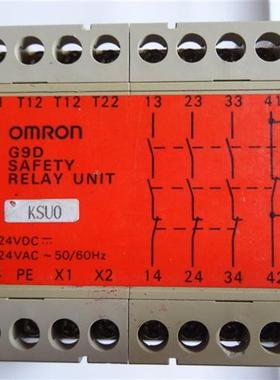 T12 T12 T22 13 23 33 41
OMRON
G9D
SAFETY
RELAY UNIT
KSU0
24VDC
24VAC ~ 50/60Hz
PE X1 X2 14 24 34 42